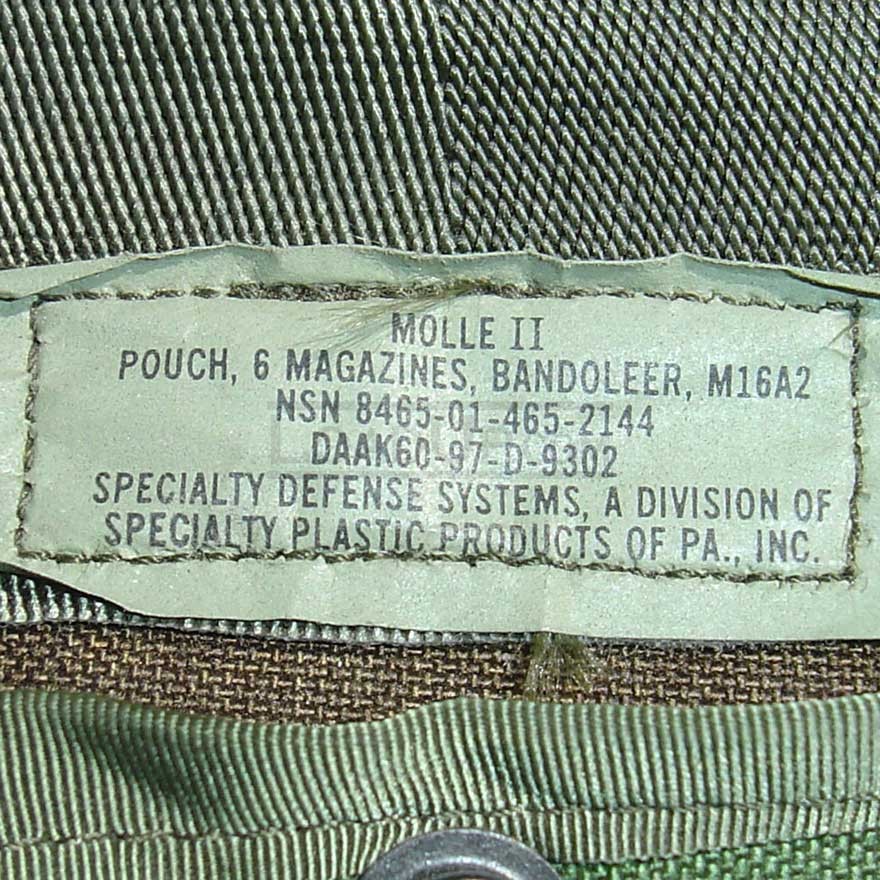 MOLLE II
POUCH, 6 MAGAZINES, BANDOLEER, M16A2
NSN 8465-01-465-2144
DAAK60-97-D-9302
SPECIALTY DEFENSE SYSTEMS, A DIVISION OF
SPECIALTY PLASTIC PRODUCTS OF PA., INC.